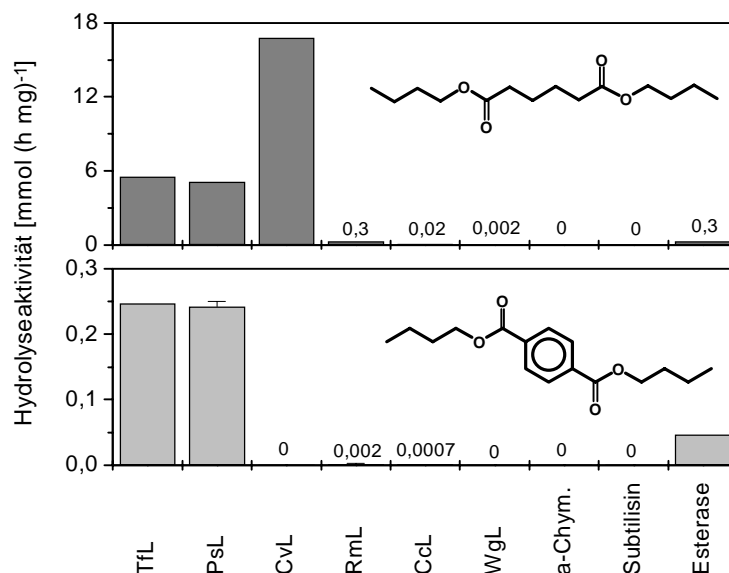 Hydrolyseaktivität [mmol (h mg)⁻¹]
18
12
6
0
O
O
O
O
0,3
0,02
0,002
0
0
0,3
0,3
0,2
0,1
0,0
O
O
O
O
0
0,002
0,0007
0
0
0
TfL
PsL
CvL
RmL
CcL
WgL
a-Chym.
Subtilisin
Esterase